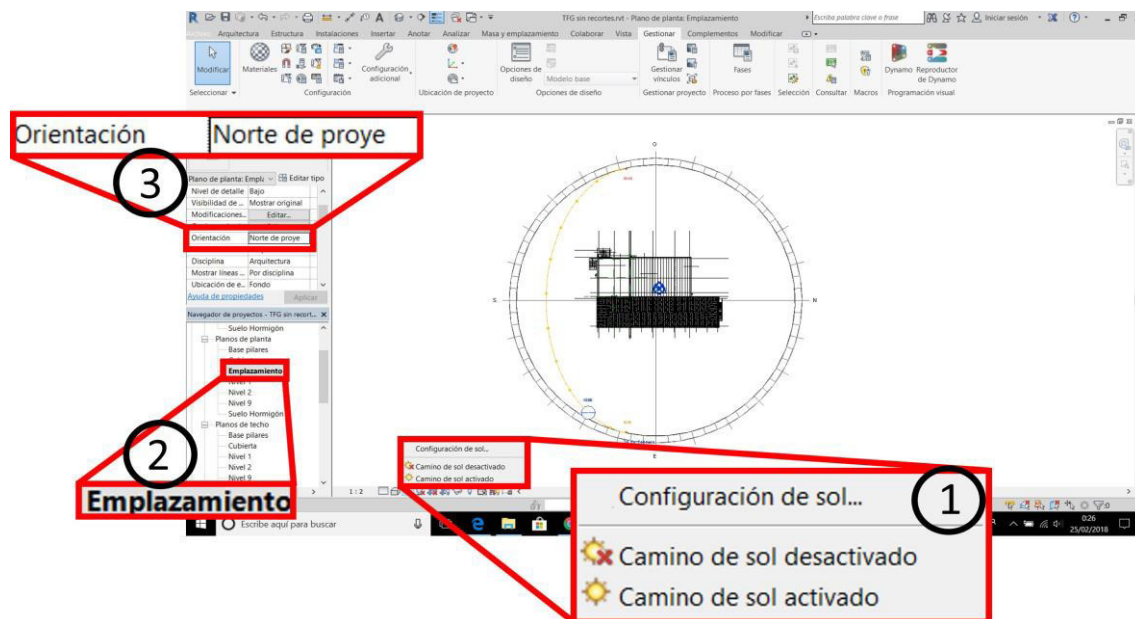 TFG sin recortes.rvt - Plano de planta: Emplazamiento
Escriba palabra clave o frase
Iniciar sesión
Archivo Arquitectura Estructura Instalaciones Insertar Anotar Analizar Masa y emplazamiento Colaborar Vista Gestionar Complementos Modificar
Modificar
Materiales
Configuración adicional
Opciones de diseño
Modelo base
Gestionar vínculos
Fases
Dynamo
Reproductor de Dynamo
Seleccionar
Configuración
Ubicación de proyecto
Opciones de diseño
Gestionar proyecto
Proceso por fases
Selección
Consultar
Macros
Programación visual
Orientación Norte de proye
3
Plano de planta: Empla
Editar tipo
Nivel de detalle Bajo
Visibilidad de ... Mostrar original
Modificaciones... Editar...
Orientación Norte de proye
Disciplina Arquitectura
Mostrar líneas ... Por disciplina
Ubicación de e... Fondo
Ayuda de propiedades Aplicar
Navegador de proyectos - TFG sin recort...
Suelo Hormigón
Planos de planta
Base pilares
Emplazamiento
Nivel 1
Nivel 2
Nivel 9
Suelo Hormigón
Planos de techo
Base pilares
Cubierta
Nivel 1
Nivel 2
Nivel 9
2
Emplazamiento
O
S
N
E
Configuración de sol...
Camino de sol desactivado
Camino de sol activado
1 : 2
1
Configuración de sol...
Camino de sol desactivado
Camino de sol activado
Escribe aquí para buscar
0:26
25/02/2018